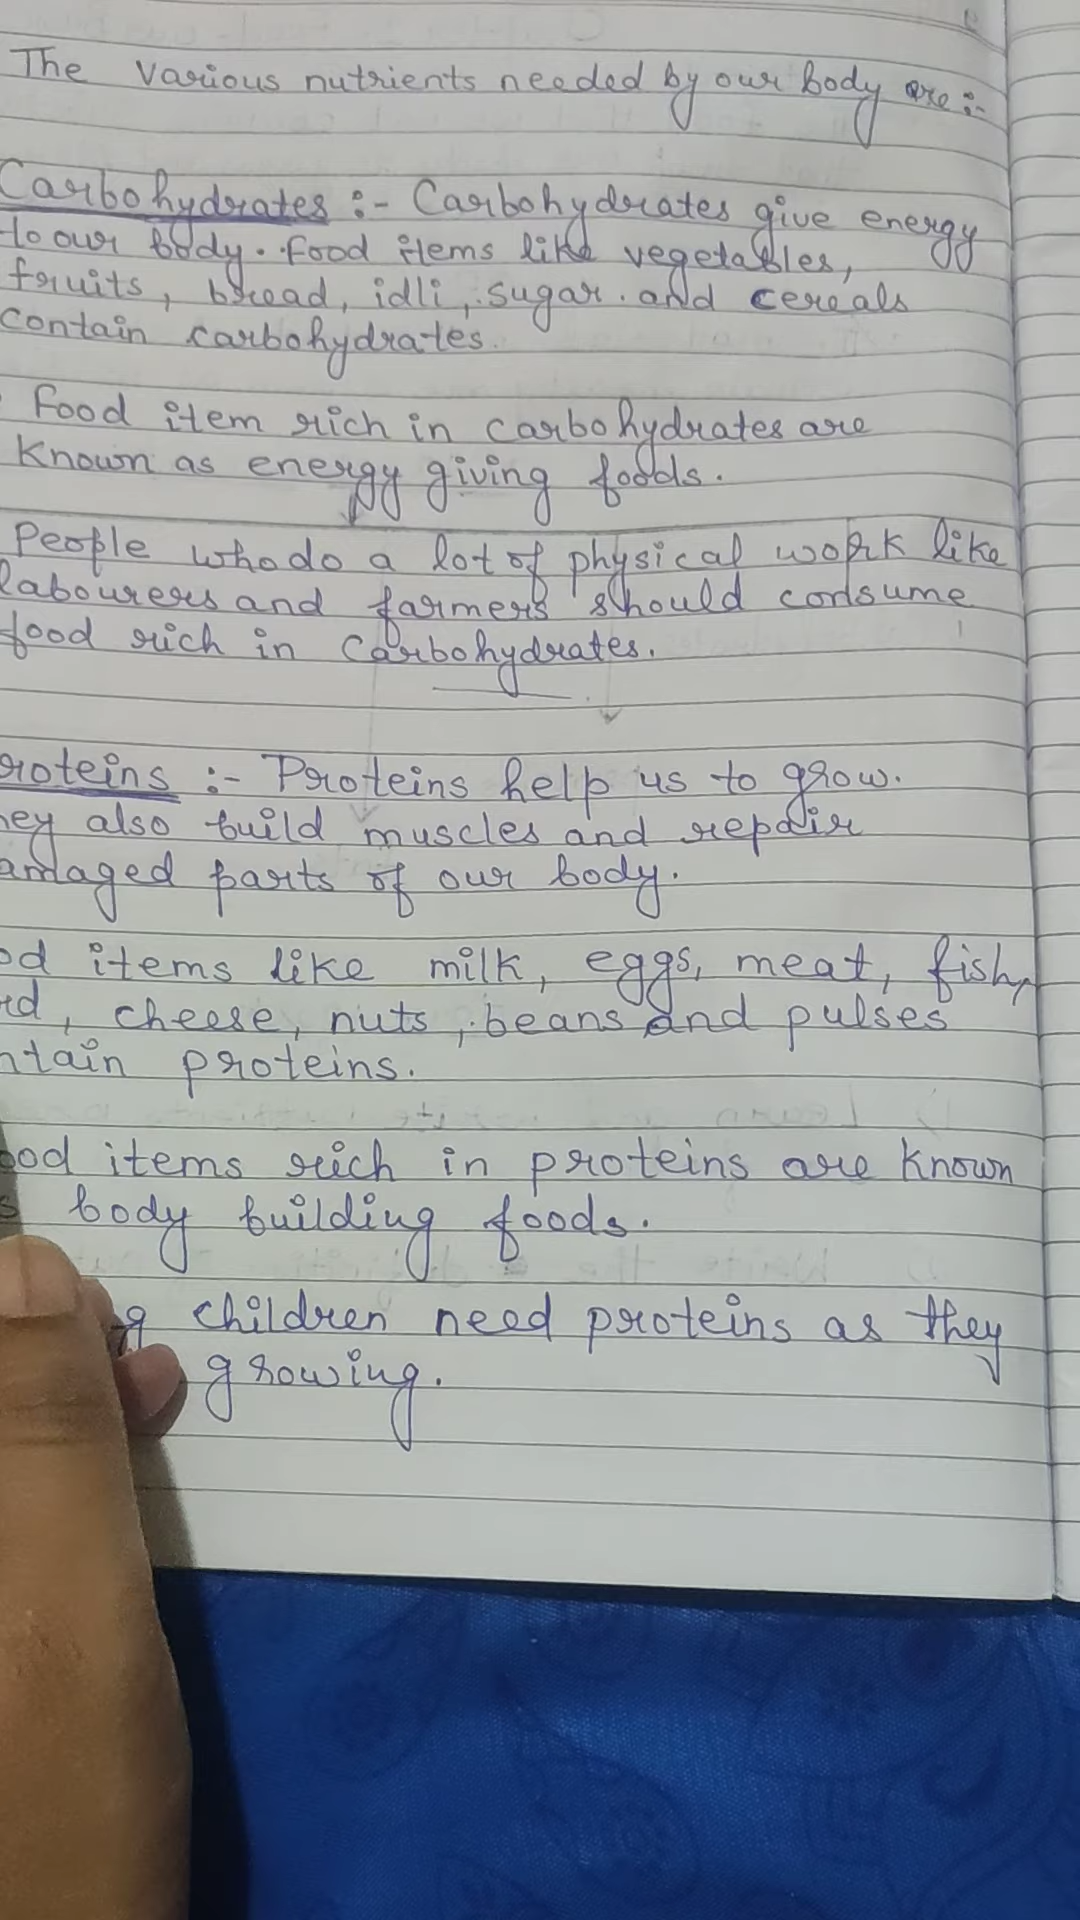 The various nutrients needed by our body are :-
Carbohydrates :- Carbohydrates give energy
to our body. Food items like vegetables,
fruits, bread, idli, sugar and cereals
contain carbohydrates.
Food item rich in carbohydrates are
Known as energy giving foods.
People who do a lot of physical work like
labourers and farmers should consume
food rich in Carbohydrates.
roteins :- Proteins help us to grow.
hey also build muscles and repair
amaged parts of our body.
od items like milk, eggs, meat, fish,
rd, cheese, nuts, beans and pulses
ntain proteins.
ood items rich in proteins are known
s body building foods.
g children need proteins as they
growing.